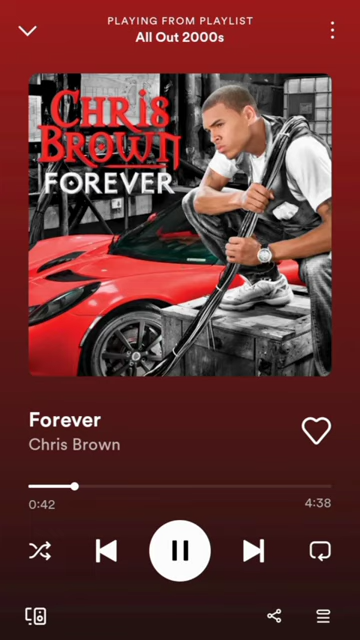 PLAYING FROM PLAYLIST
All Out 2000s
CHRIS
BROWN
FOREVER
Forever
Chris Brown
0:42
4:38